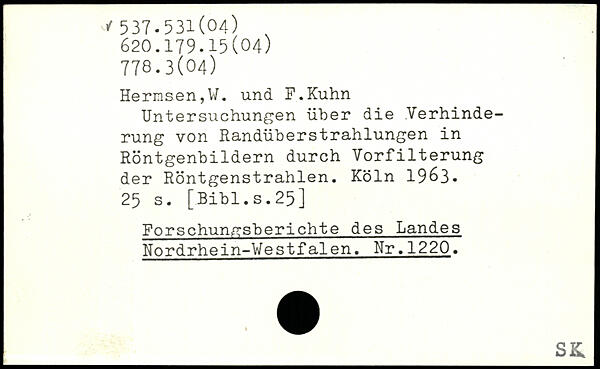 ✓ 537.531(04)
620.179.15(04)
778.3(04)
Hermsen,W. und F.Kuhn
Untersuchungen über die Verhinde-
rung von Randüberstrahlungen in
Röntgenbildern durch Vorfilterung
der Röntgenstrahlen. Köln 1963.
25 s. [Bibl.s.25]
Forschungsberichte des Landes
Nordrhein-Westfalen. Nr.1220.
SK